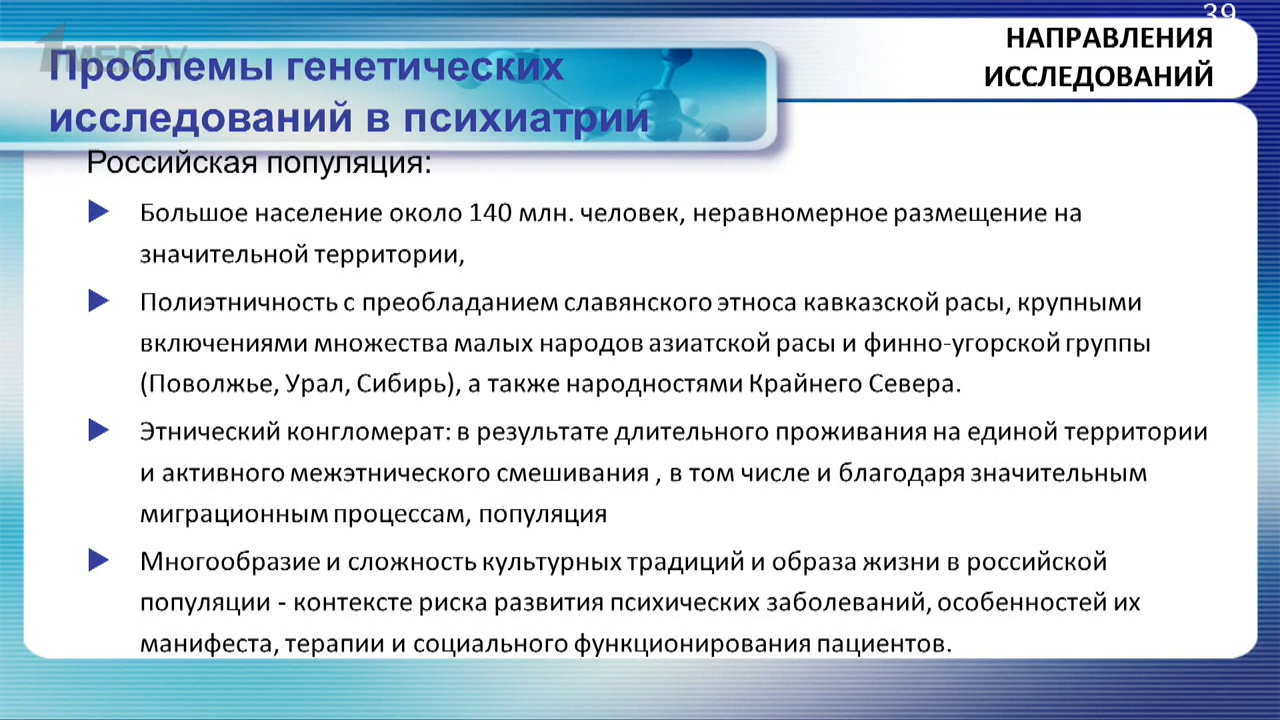 39
НАПРАВЛЕНИЯ
ИССЛЕДОВАНИЙ
1MEDTV
Проблемы генетических
исследований в психиатрии
Российская популяция:
Большое население около 140 млн. человек, неравномерное размещение на
значительной территории,
Полиэтничность с преобладанием славянского этноса кавказской расы, крупными
включениями множества малых народов азиатской расы и финно-угорской группы
(Поволжье, Урал, Сибирь), а также народностями Крайнего Севера.
Этнический конгломерат: в результате длительного проживания на единой территории
и активного межэтнического смешивания , в том числе и благодаря значительным
миграционным процессам, популяция
Многообразие и сложность культурных традиций и образа жизни в российской
популяции - контексте риска развития психических заболеваний, особенностей их
манифеста, терапии и социального функционирования пациентов.